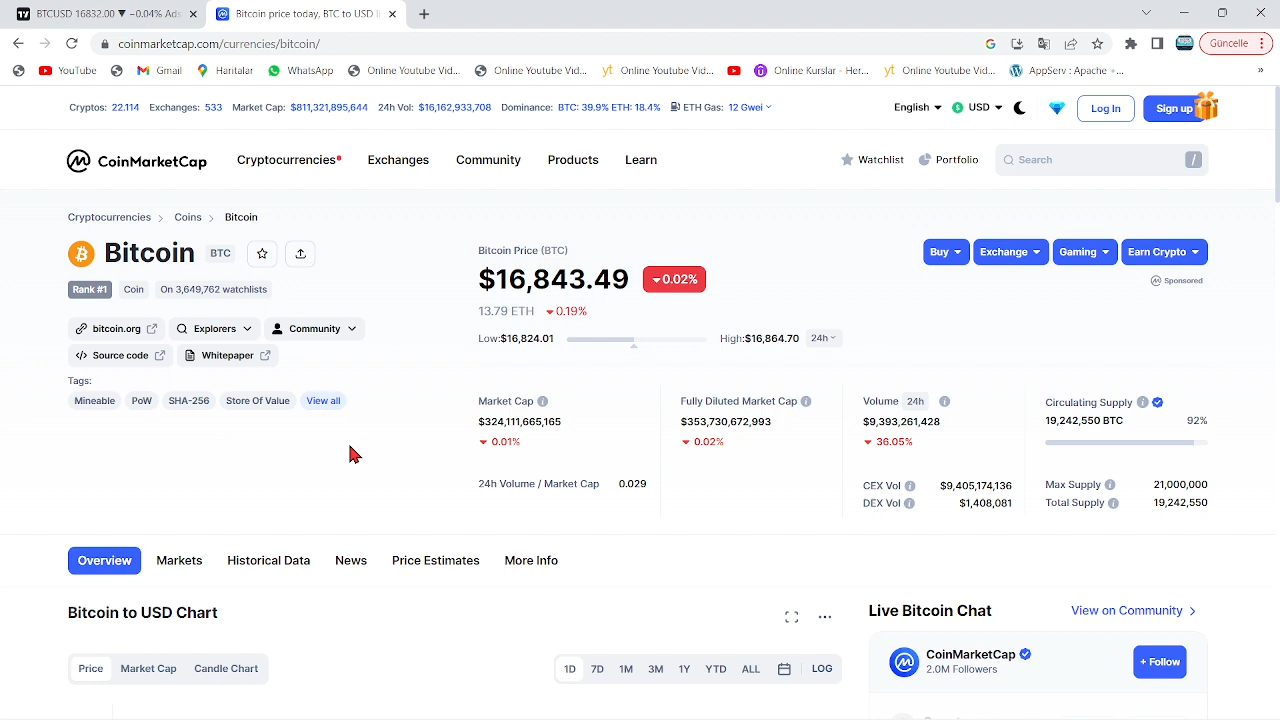 BTCUSD 16832.00 ▼ −0.04% Ads
Bitcoin price today, BTC to USD li
coinmarketcap.com/currencies/bitcoin/
Güncelle
YouTube
Gmail
Haritalar
WhatsApp
Online Youtube Vid...
Online Youtube Vid...
Online Youtube Vid...
Online Kurslar - Her...
Online Youtube Vid...
AppServ : Apache +...
Cryptos: 22.114 Exchanges: 533 Market Cap: $811,321,895,644 24h Vol: $16,162,933,708 Dominance: BTC: 39.9% ETH: 18.4% ETH Gas: 12 Gwei
English
USD
Log In
Sign up
CoinMarketCap
Cryptocurrencies
Exchanges
Community
Products
Learn
Watchlist
Portfolio
Search
/
Cryptocurrencies > Coins > Bitcoin
Bitcoin BTC
Rank #1
Coin
On 3,649,762 watchlists
bitcoin.org
Explorers
Community
Source code
Whitepaper
Tags:
Mineable
PoW
SHA-256
Store Of Value
View all
Bitcoin Price (BTC)
$16,843.49
0.02%
13.79 ETH
0.19%
Low:$16,824.01
High:$16,864.70
24h
Buy
Exchange
Gaming
Earn Crypto
Sponsored
Market Cap
$324,111,665,165
0.01%
24h Volume / Market Cap 0.029
Fully Diluted Market Cap
$353,730,672,993
0.02%
Volume 24h
$9,393,261,428
36.05%
CEX Vol $9,405,174,136
DEX Vol $1,408,081
Circulating Supply
19,242,550 BTC 92%
Max Supply 21,000,000
Total Supply 19,242,550
Overview
Markets
Historical Data
News
Price Estimates
More Info
Bitcoin to USD Chart
Price
Market Cap
Candle Chart
1D
7D
1M
3M
1Y
YTD
ALL
LOG
Live Bitcoin Chat
View on Community >
CoinMarketCap
2.0M Followers
+ Follow